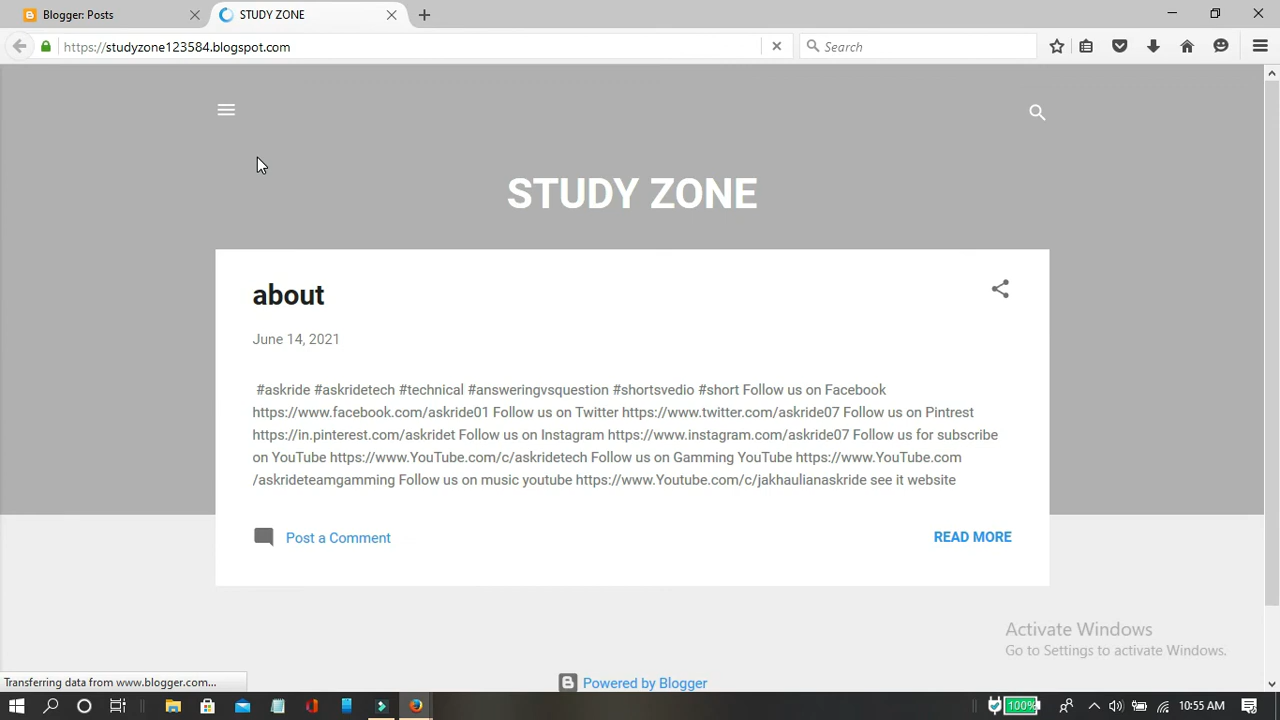 Blogger: Posts
STUDY ZONE
https://studyzone123584.blogspot.com
Search
STUDY ZONE
about
June 14, 2021
#askride #askridetech #technical #answeringvsquestion #shortsvedio #short Follow us on Facebook
https://www.facebook.com/askride01 Follow us on Twitter https://www.twitter.com/askride07 Follow us on Pintrest
https://in.pinterest.com/askridet Follow us on Instagram https://www.instagram.com/askride07 Follow us for subscribe
on YouTube https://www.YouTube.com/c/askridetech Follow us on Gamming YouTube https://www.YouTube.com
/askrideteamgamming Follow us on music youtube https://www.Youtube.com/c/jakhaulianaskride see it website
Post a Comment
READ MORE
Activate Windows
Go to Settings to activate Windows.
Transferring data from www.blogger.com...
Powered by Blogger
100%
10:55 AM